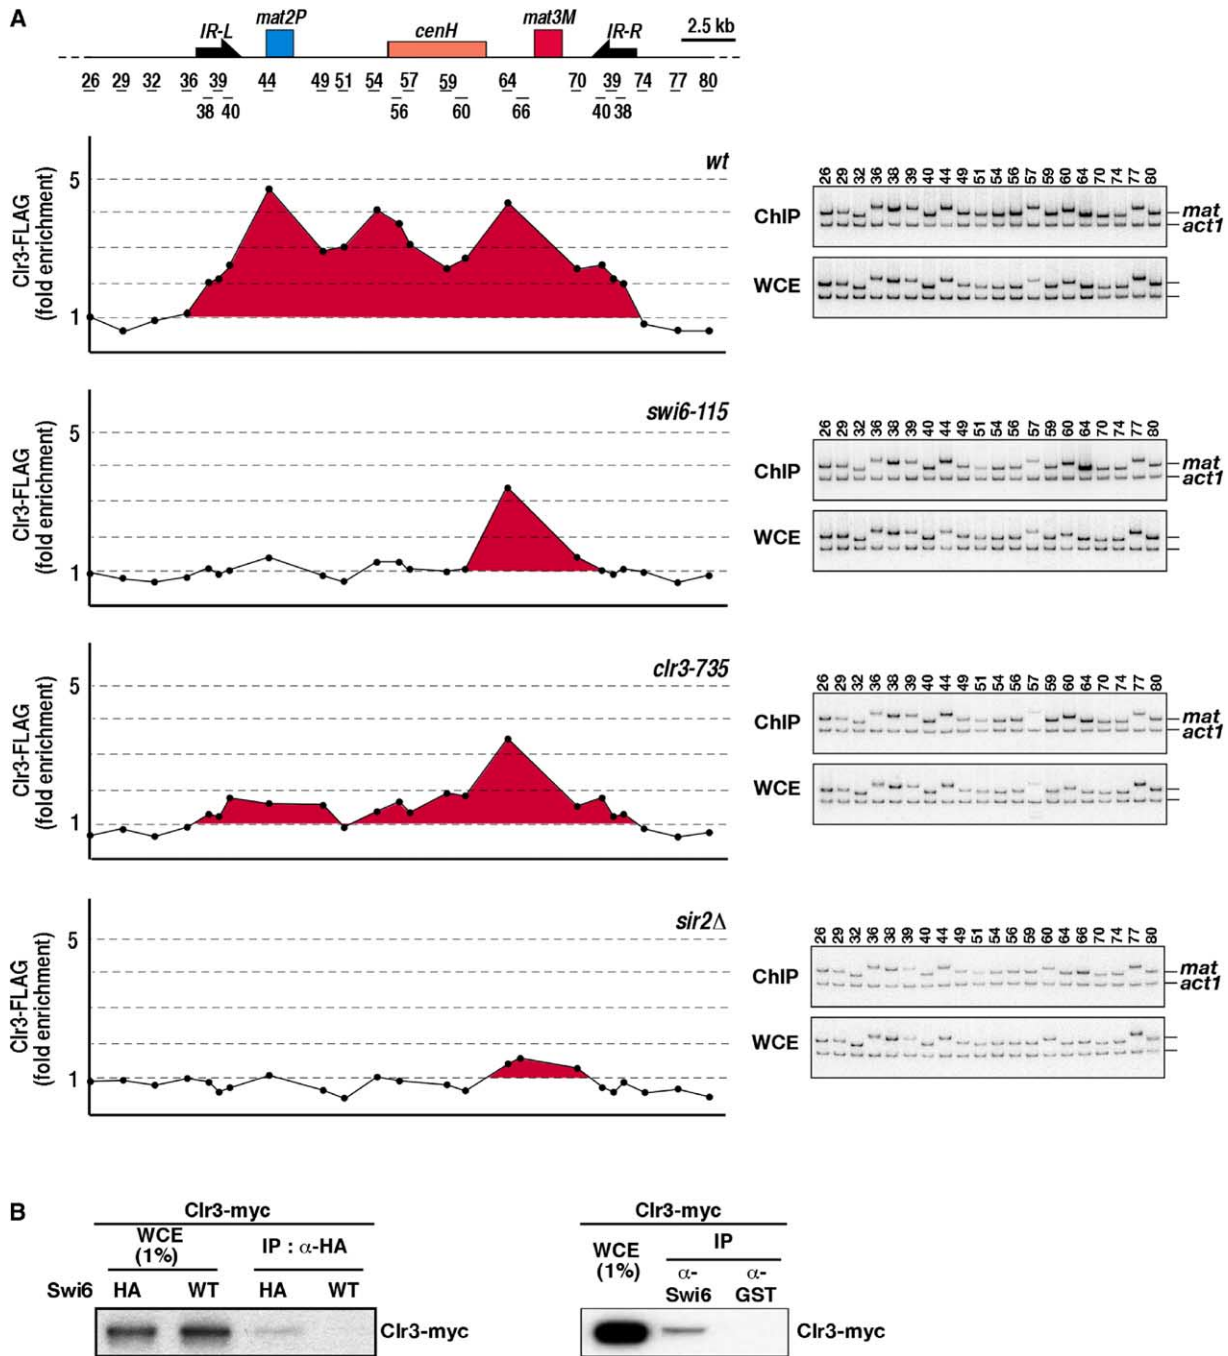 A
IR-L mat2P cenH mat3M IR-R 2.5 kb
26 29 32 36 39 44 49 51 54 57 59 64 70 39 74 77 80
38 40 56 60 66 40 38
Clr3-FLAG
(fold enrichment)
5
1
wt
26 29 32 36 38 39 40 44 49 51 54 56 57 59 60 64 70 74 77 80
ChIP
mat
act1
WCE
Clr3-FLAG
(fold enrichment)
5
1
swi6-115
26 29 32 36 38 39 40 44 49 51 54 56 57 59 60 64 70 74 77 80
ChIP
mat
act1
WCE
Clr3-FLAG
(fold enrichment)
5
1
clr3-735
26 29 32 36 38 39 40 44 49 51 54 56 57 59 60 64 70 74 77 80
ChIP
mat
act1
WCE
Clr3-FLAG
(fold enrichment)
5
1
sir2Δ
26 29 32 36 38 39 40 44 49 51 54 56 59 60 64 66 70 74 77 80
ChIP
mat
act1
WCE
B
Clr3-myc
WCE
(1%)
IP : α-HA
Swi6 HA WT HA WT
Clr3-myc
Clr3-myc
WCE
(1%)
IP
α-
Swi6
α-
GST
Clr3-myc